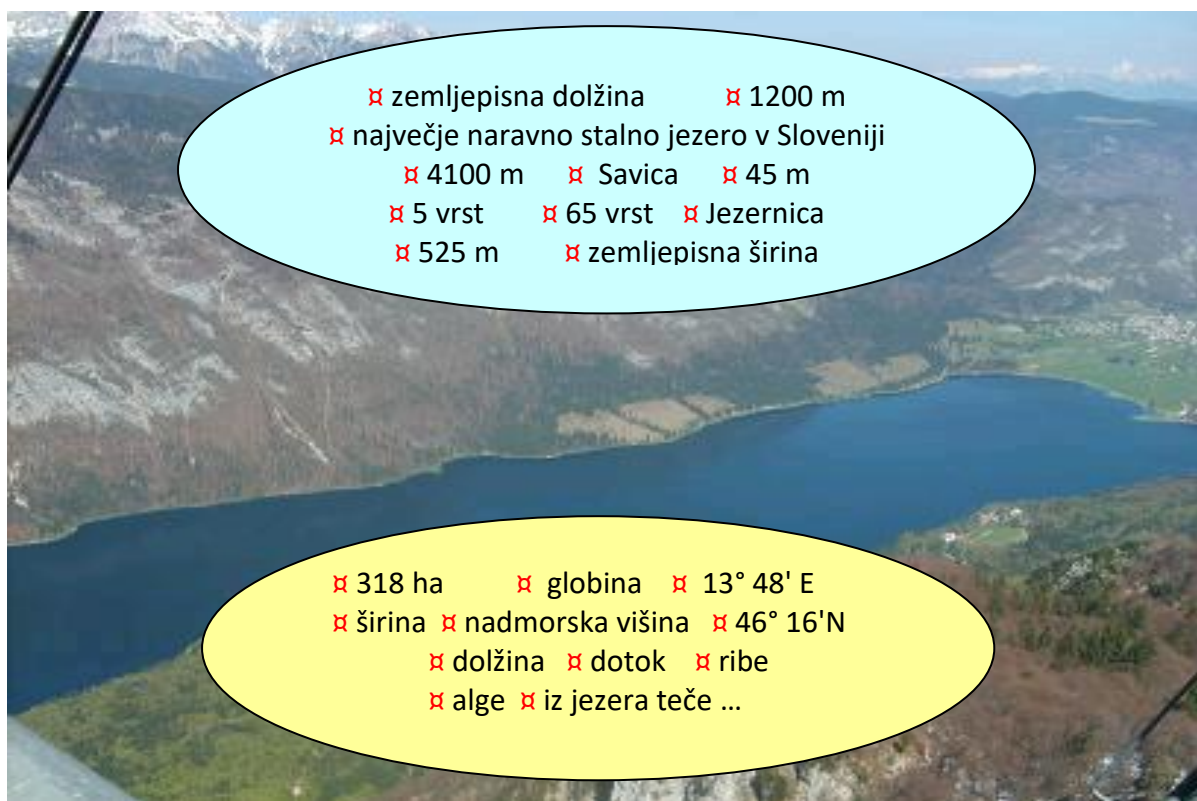 ¤ zemljepisna dolžina ¤ 1200 m
¤ največje naravno stalno jezero v Sloveniji
¤ 4100 m ¤ Savica ¤ 45 m
¤ 5 vrst ¤ 65 vrst ¤ Jezernica
¤ 525 m ¤ zemljepisna širina
¤ 318 ha ¤ globina ¤ 13° 48' E
¤ širina ¤ nadmorska višina ¤ 46° 16'N
¤ dolžina ¤ dotok ¤ ribe
¤ alge ¤ iz jezera teče ...